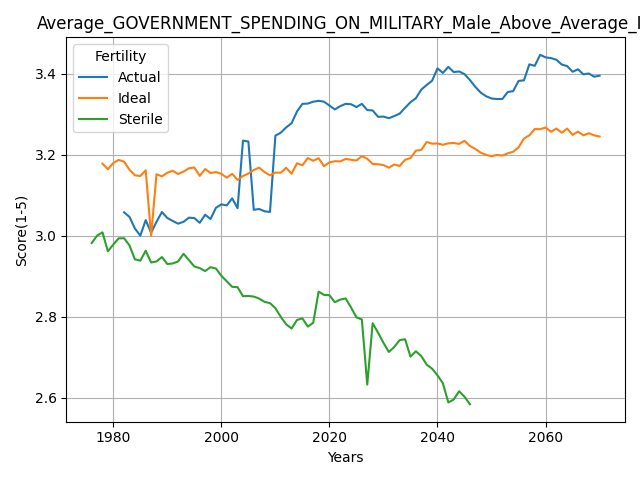 Average_GOVERNMENT_SPENDING_ON_MILITARY_Male_Above_Average_I
Fertility
Actual
Ideal
Sterile
Score(1-5)
3.4
3.2
3.0
2.8
2.6
1980 2000 2020 2040 2060
Years